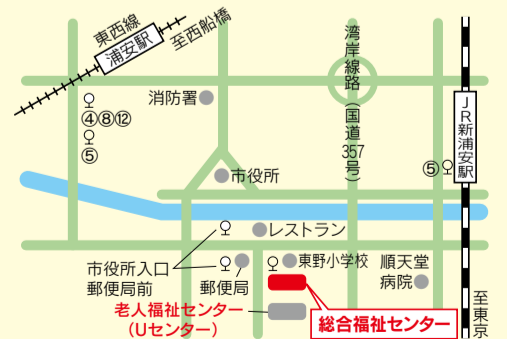 東西線
浦安駅
至西船橋
湾岸線路（国道357号）
消防署
④⑧⑫
⑤
JR新浦安駅
⑤
市役所
レストラン
市役所入口
郵便局前
郵便局
東野小学校
順天堂
病院
老人福祉センター
（Uセンター）
総合福祉センター
至東京